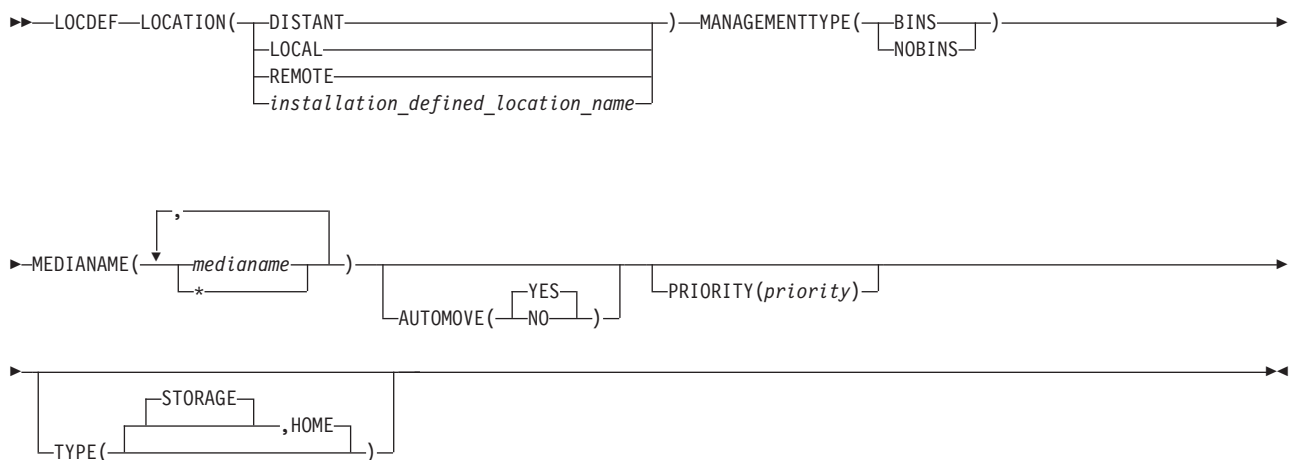 LOCDEF LOCATION( DISTANT ) MANAGEMENTTYPE( BINS )
LOCAL NOBINS
REMOTE
installation_defined_location_name
,
MEDIANAME( medianame )
*
AUTOMOVE( YES NO ) PRIORITY(priority)
STORAGE
,HOME
TYPE( )